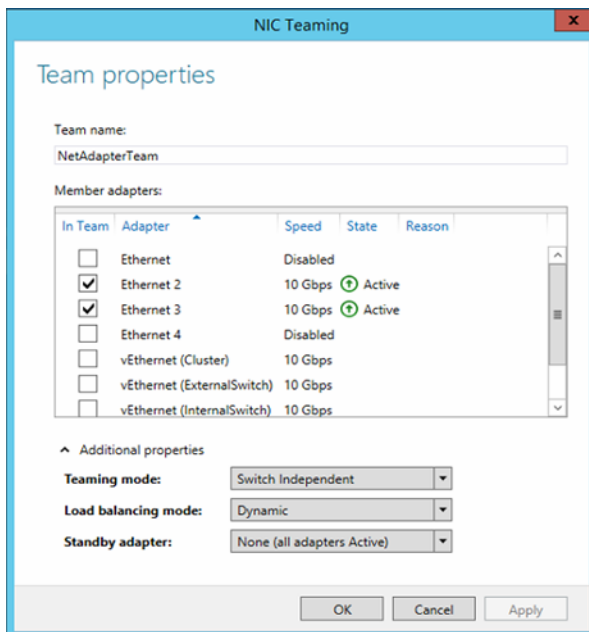 NIC Teaming
x
Team properties
Team name:
NetAdapterTeam
Member adapters:
In Team Adapter Speed State Reason
Ethernet Disabled
Ethernet 2 10 Gbps Active
Ethernet 3 10 Gbps Active
Ethernet 4 Disabled
vEthernet (Cluster) 10 Gbps
vEthernet (ExternalSwitch) 10 Gbps
vEthernet (InternalSwitch) 10 Gbps
Additional properties
Teaming mode: Switch Independent
Load balancing mode: Dynamic
Standby adapter: None (all adapters Active)
OK Cancel Apply